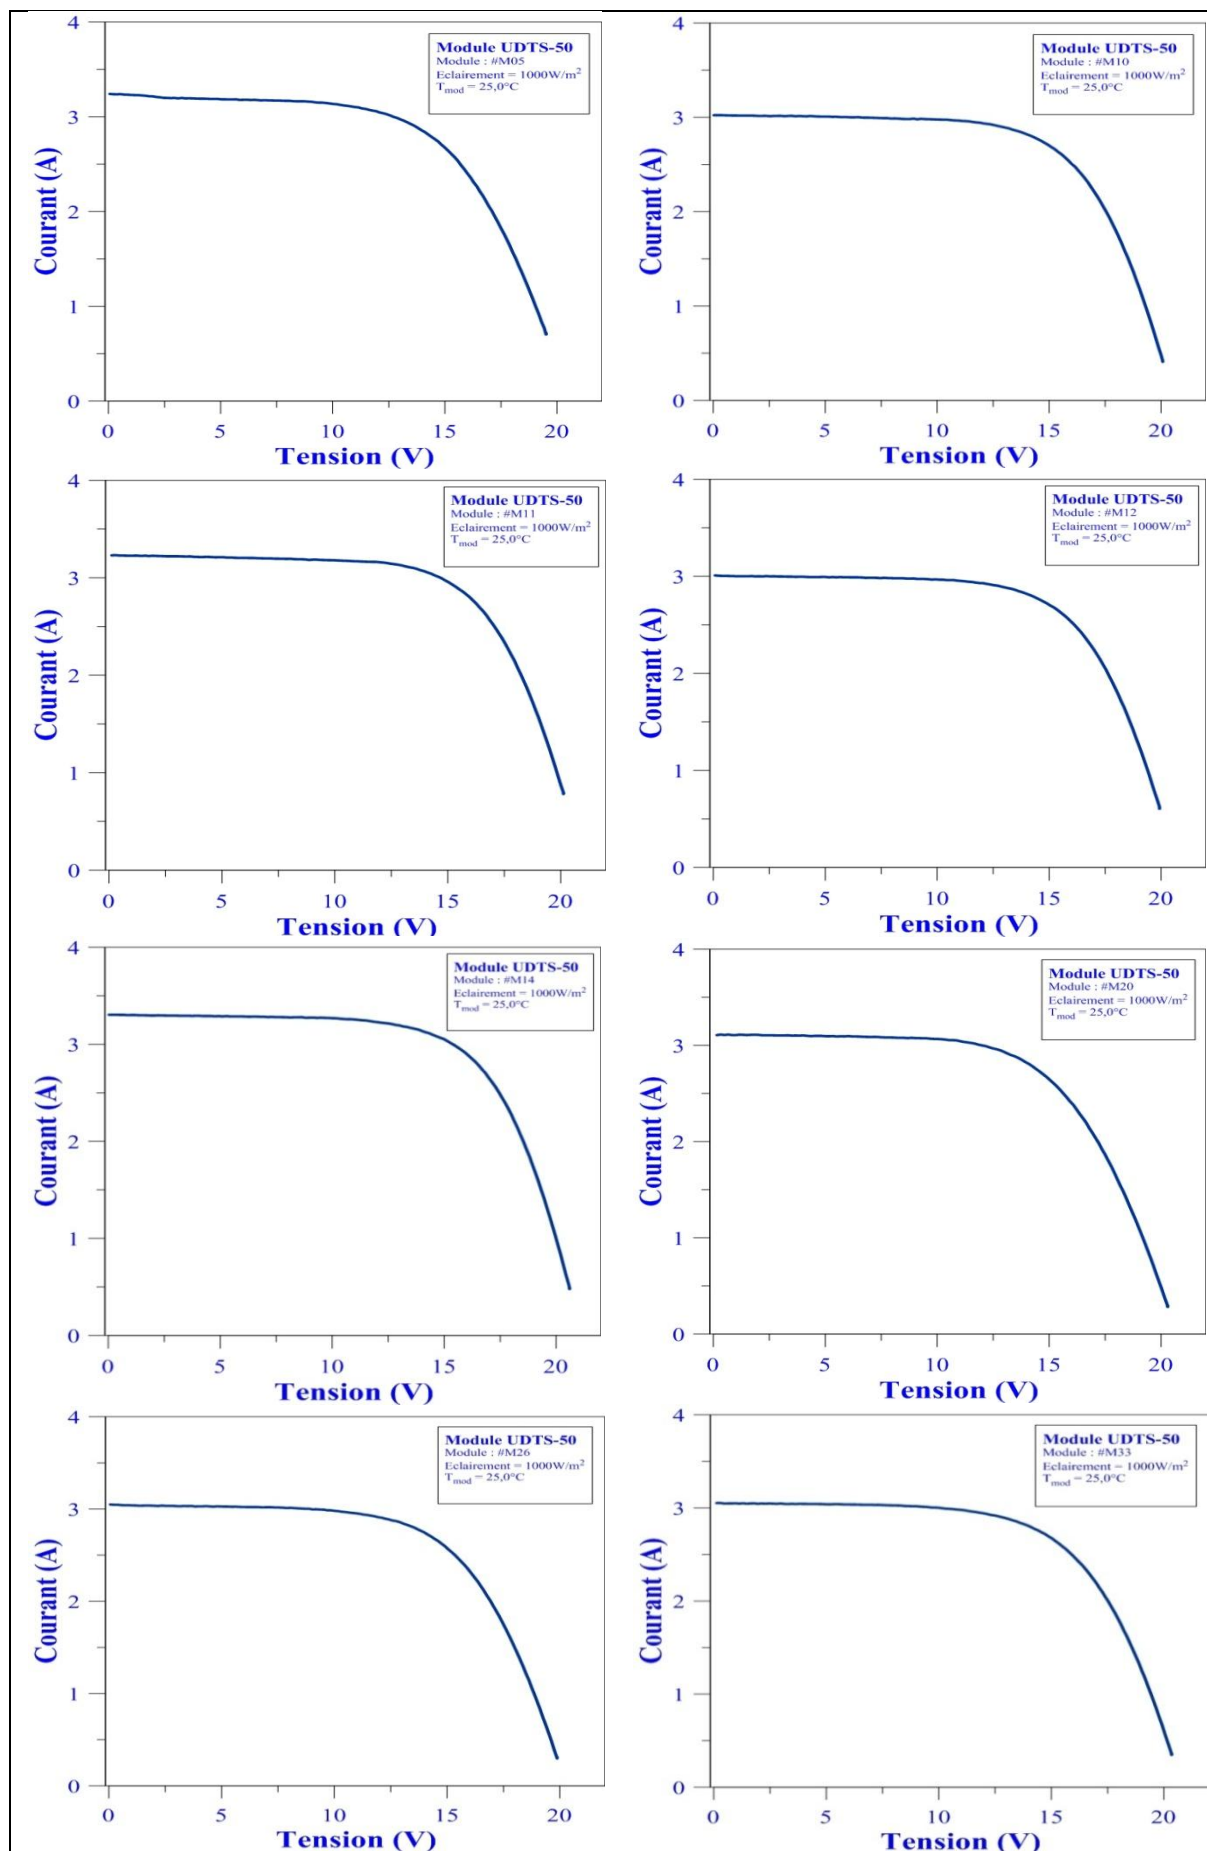 4
3
2
1
0
Courant (A)
Module UDTS-50
Module : #M05
Eclairement = 1000W/m²
Tmod = 25,0°C
0 5 10 15 20
Tension (V)
4
3
2
1
0
Courant (A)
Module UDTS-50
Module : #M10
Eclairement = 1000W/m²
Tmod = 25,0°C
0 5 10 15 20
Tension (V)
4
3
2
1
0
Courant (A)
Module UDTS-50
Module : #M11
Eclairement = 1000W/m²
Tmod = 25,0°C
0 5 10 15 20
Tension (V)
4
3
2
1
0
Courant (A)
Module UDTS-50
Module : #M12
Eclairement = 1000W/m²
Tmod = 25,0°C
0 5 10 15 20
Tension (V)
4
3
2
1
0
Courant (A)
Module UDTS-50
Module : #M14
Eclairement = 1000W/m²
Tmod = 25,0°C
0 5 10 15 20
Tension (V)
4
3
2
1
0
Courant (A)
Module UDTS-50
Module : #M20
Eclairement = 1000W/m²
Tmod = 25,0°C
0 5 10 15 20
Tension (V)
4
3
2
1
0
Courant (A)
Module UDTS-50
Module : #M26
Eclairement = 1000W/m²
Tmod = 25,0°C
0 5 10 15 20
Tension (V)
4
3
2
1
0
Courant (A)
Module UDTS-50
Module : #M33
Eclairement = 1000W/m²
Tmod = 25,0°C
0 5 10 15 20
Tension (V)